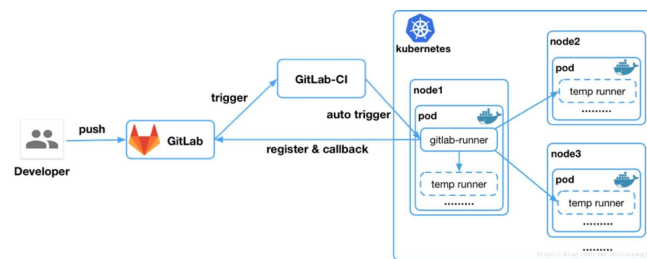 kubernetes
node2
pod
temp runner
.........
GitLab-CI
node1
pod
trigger
auto trigger
push
GitLab
gitlab-runner
Developer
register & callback
temp runner
.........
node3
pod
temp runner
.........
.........